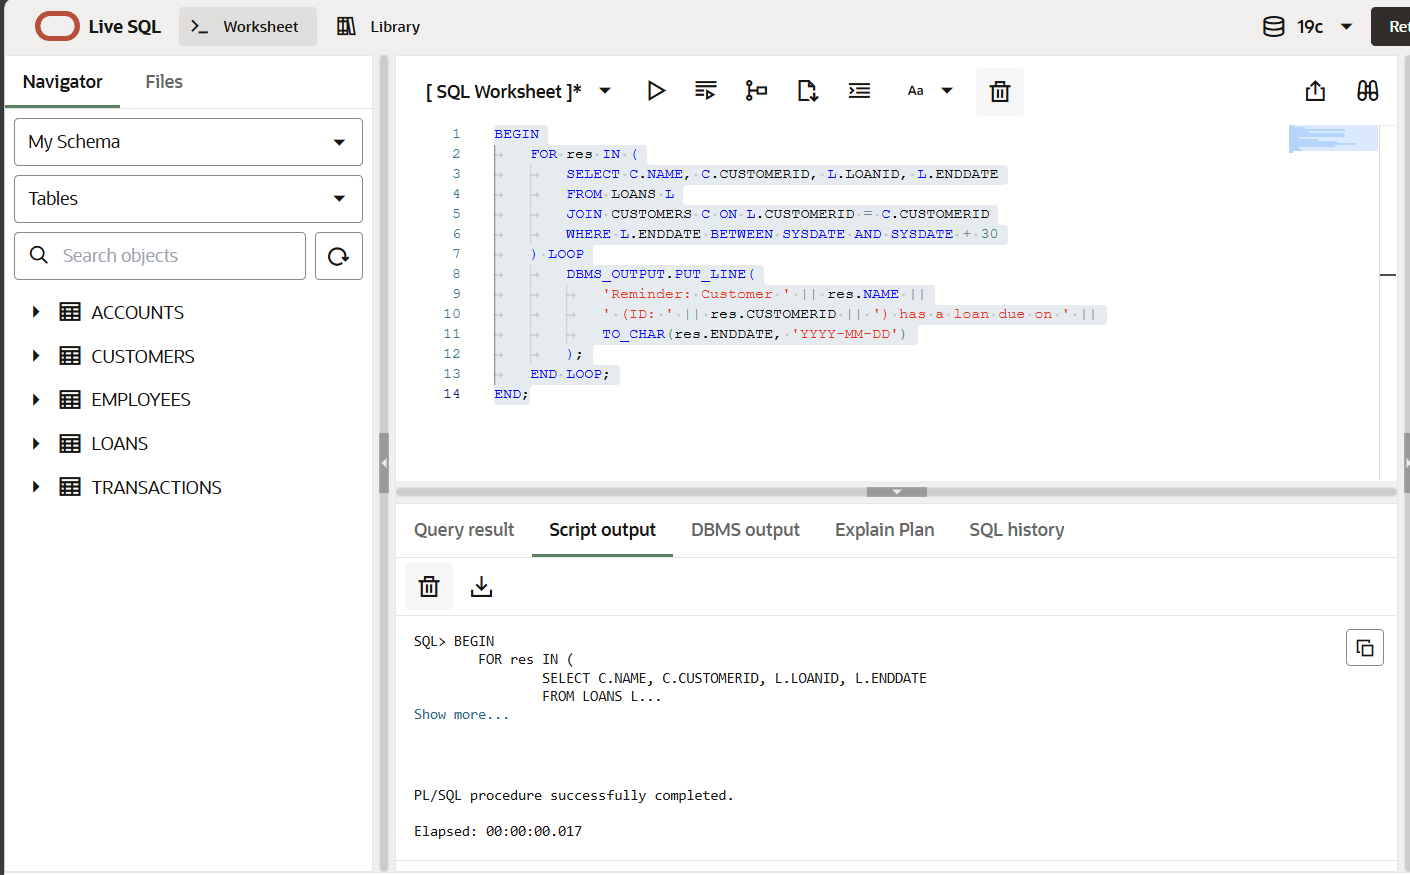 Live SQL
Worksheet
Library
19c
Navigator
Files
My Schema
Tables
Search objects
ACCOUNTS
CUSTOMERS
EMPLOYEES
LOANS
TRANSACTIONS
[ SQL Worksheet ]*
Aa
1 BEGIN
2 FOR res IN (
3 SELECT C.NAME, C.CUSTOMERID, L.LOANID, L.ENDDATE
4 FROM LOANS L
5 JOIN CUSTOMERS C ON L.CUSTOMERID = C.CUSTOMERID
6 WHERE L.ENDDATE BETWEEN SYSDATE AND SYSDATE + 30
7 ) LOOP
8 DBMS_OUTPUT.PUT_LINE(
9 'Reminder: Customer ' || res.NAME ||
10 ' (ID: ' || res.CUSTOMERID || ') has a loan due on ' ||
11 TO_CHAR(res.ENDDATE, 'YYYY-MM-DD')
12 );
13 END LOOP;
14 END;
Query result
Script output
DBMS output
Explain Plan
SQL history
SQL> BEGIN
FOR res IN (
SELECT C.NAME, C.CUSTOMERID, L.LOANID, L.ENDDATE
FROM LOANS L...
Show more...
PL/SQL procedure successfully completed.
Elapsed: 00:00:00.017